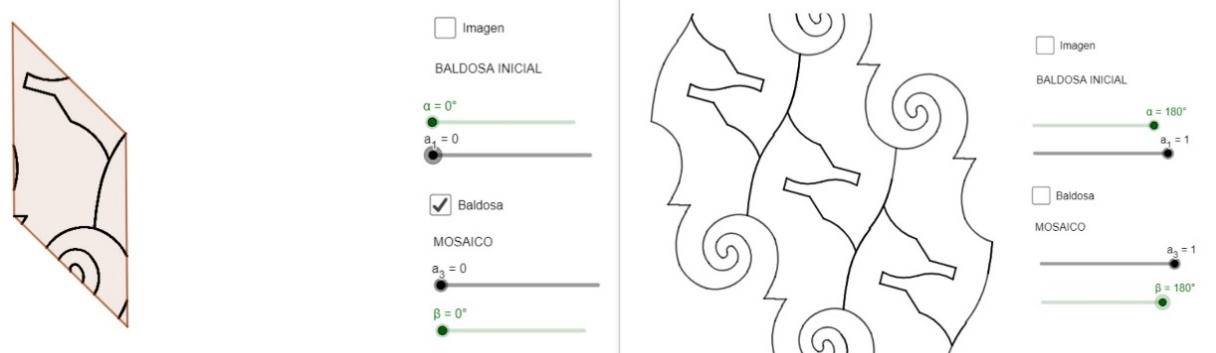 Imagen
BALDOSA INICIAL
α = 0°
a₁ = 0
Baldosa
MOSAICO
a₃ = 0
β = 0°
Imagen
BALDOSA INICIAL
α = 180°
a₁ = 1
Baldosa
MOSAICO
a₃ = 1
β = 180°